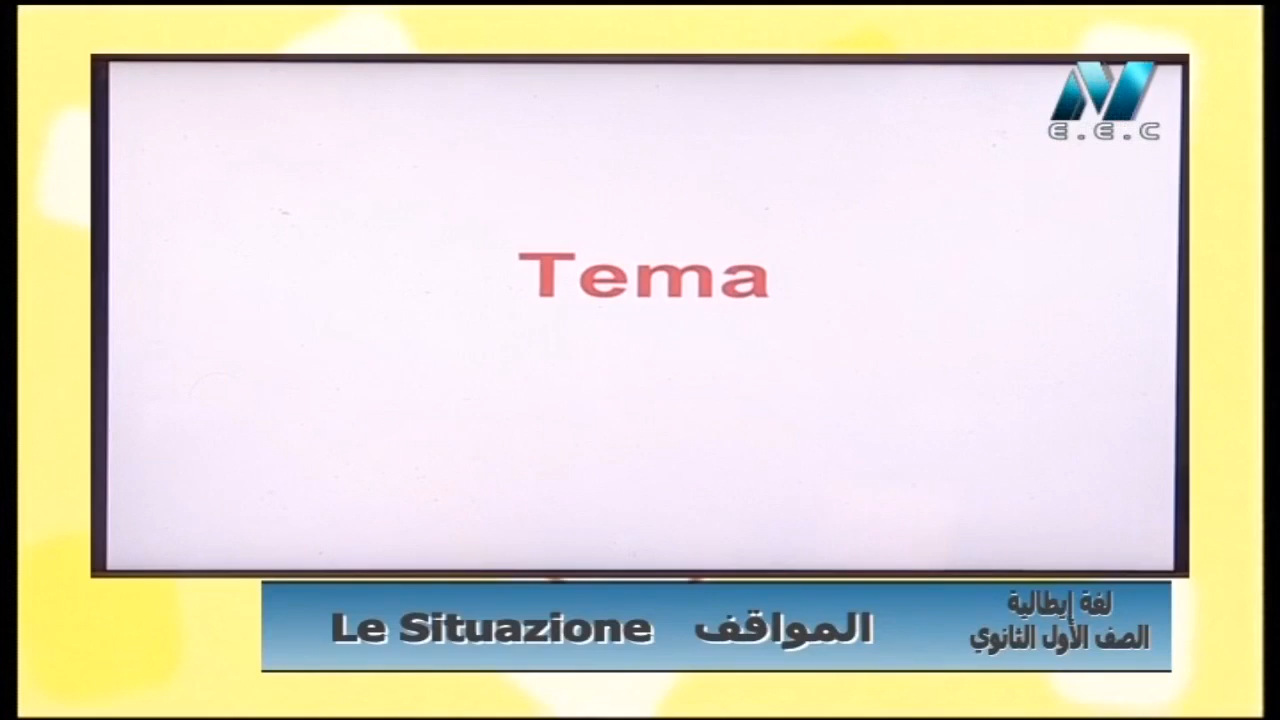 E.E.C
Tema
Le Situazione المواقف
لغة إيطالية
الصف الأول الثانوي